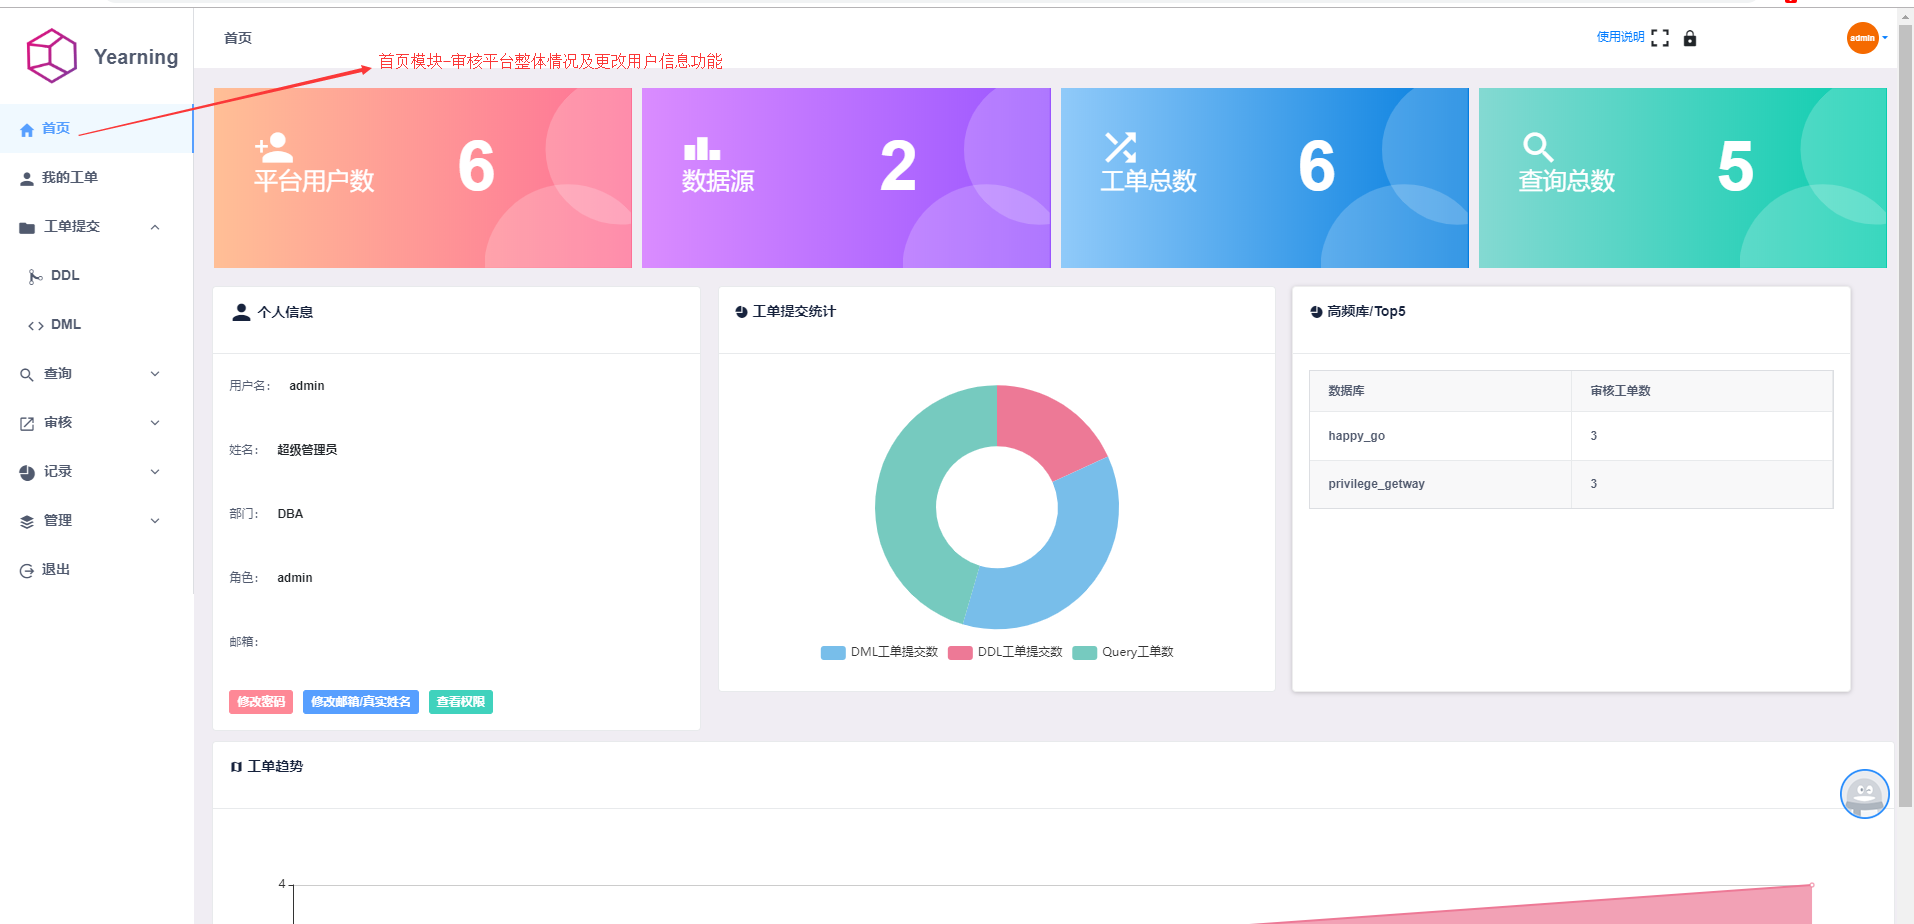 Yearning
首页
使用说明
admin
首页模块-审核平台整体情况及更改用户信息功能
首页
我的工单
工单提交
DDL
DML
查询
审核
记录
管理
退出
平台用户数
6
数据源
2
工单总数
6
查询总数
5
个人信息
用户名： admin
姓名： 超级管理员
部门： DBA
角色： admin
邮箱：
修改密码
修改邮箱/真实姓名
查看权限
工单提交统计
DML工单提交数
DDL工单提交数
Query工单数
高频库/Top5
数据库 审核工单数
happy_go 3
privilege_getway 3
工单趋势
4